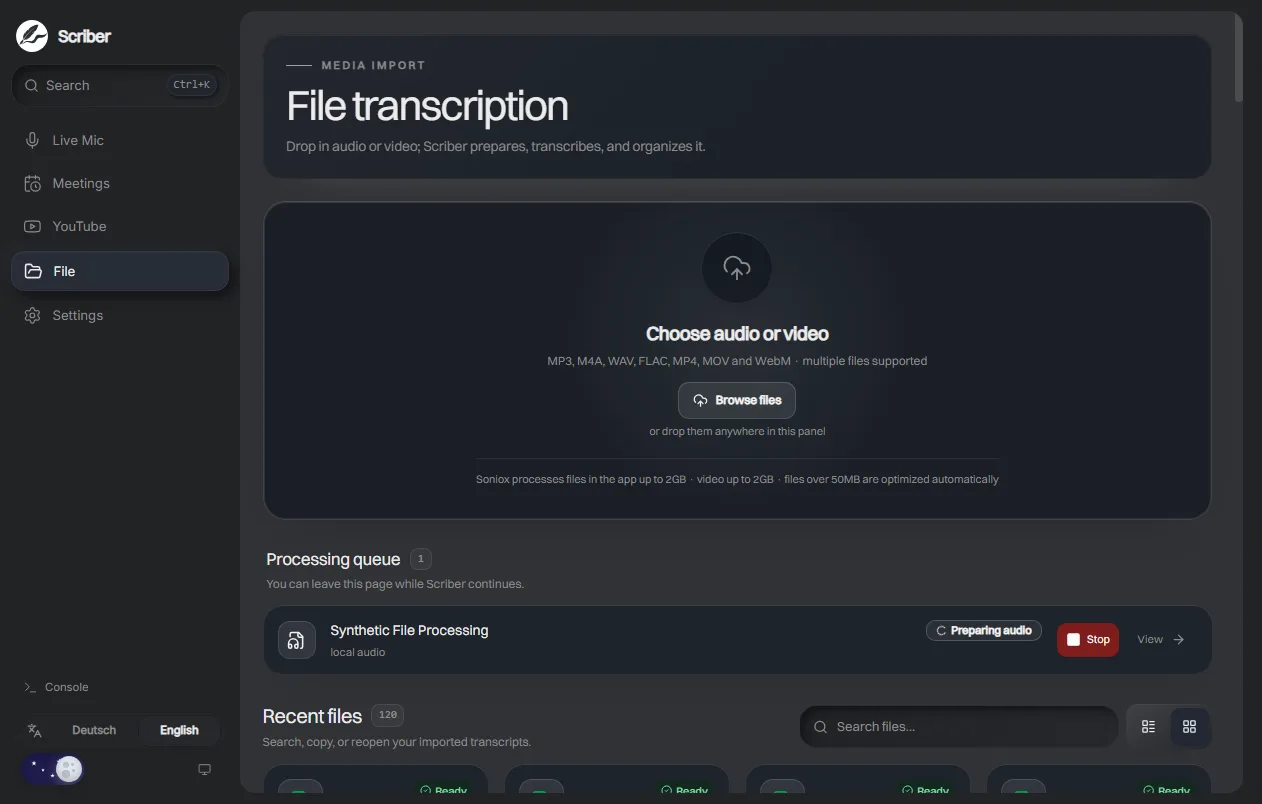 Scriber
Search
Ctrl+K
Live Mic
Meetings
YouTube
File
Settings
Console
Deutsch
English
MEDIA IMPORT
File transcription
Drop in audio or video; Scriber prepares, transcribes, and organizes it.
Choose audio or video
MP3, M4A, WAV, FLAC, MP4, MOV and WebM · multiple files supported
Browse files
or drop them anywhere in this panel
Soniox processes files in the app up to 2GB · video up to 2GB · files over 50MB are optimized automatically
Processing queue 1
You can leave this page while Scriber continues.
Synthetic File Processing
local audio
Preparing audio
Stop
View
Recent files 120
Search, copy, or reopen your imported transcripts.
Search files...
Ready
Ready
Ready
Ready